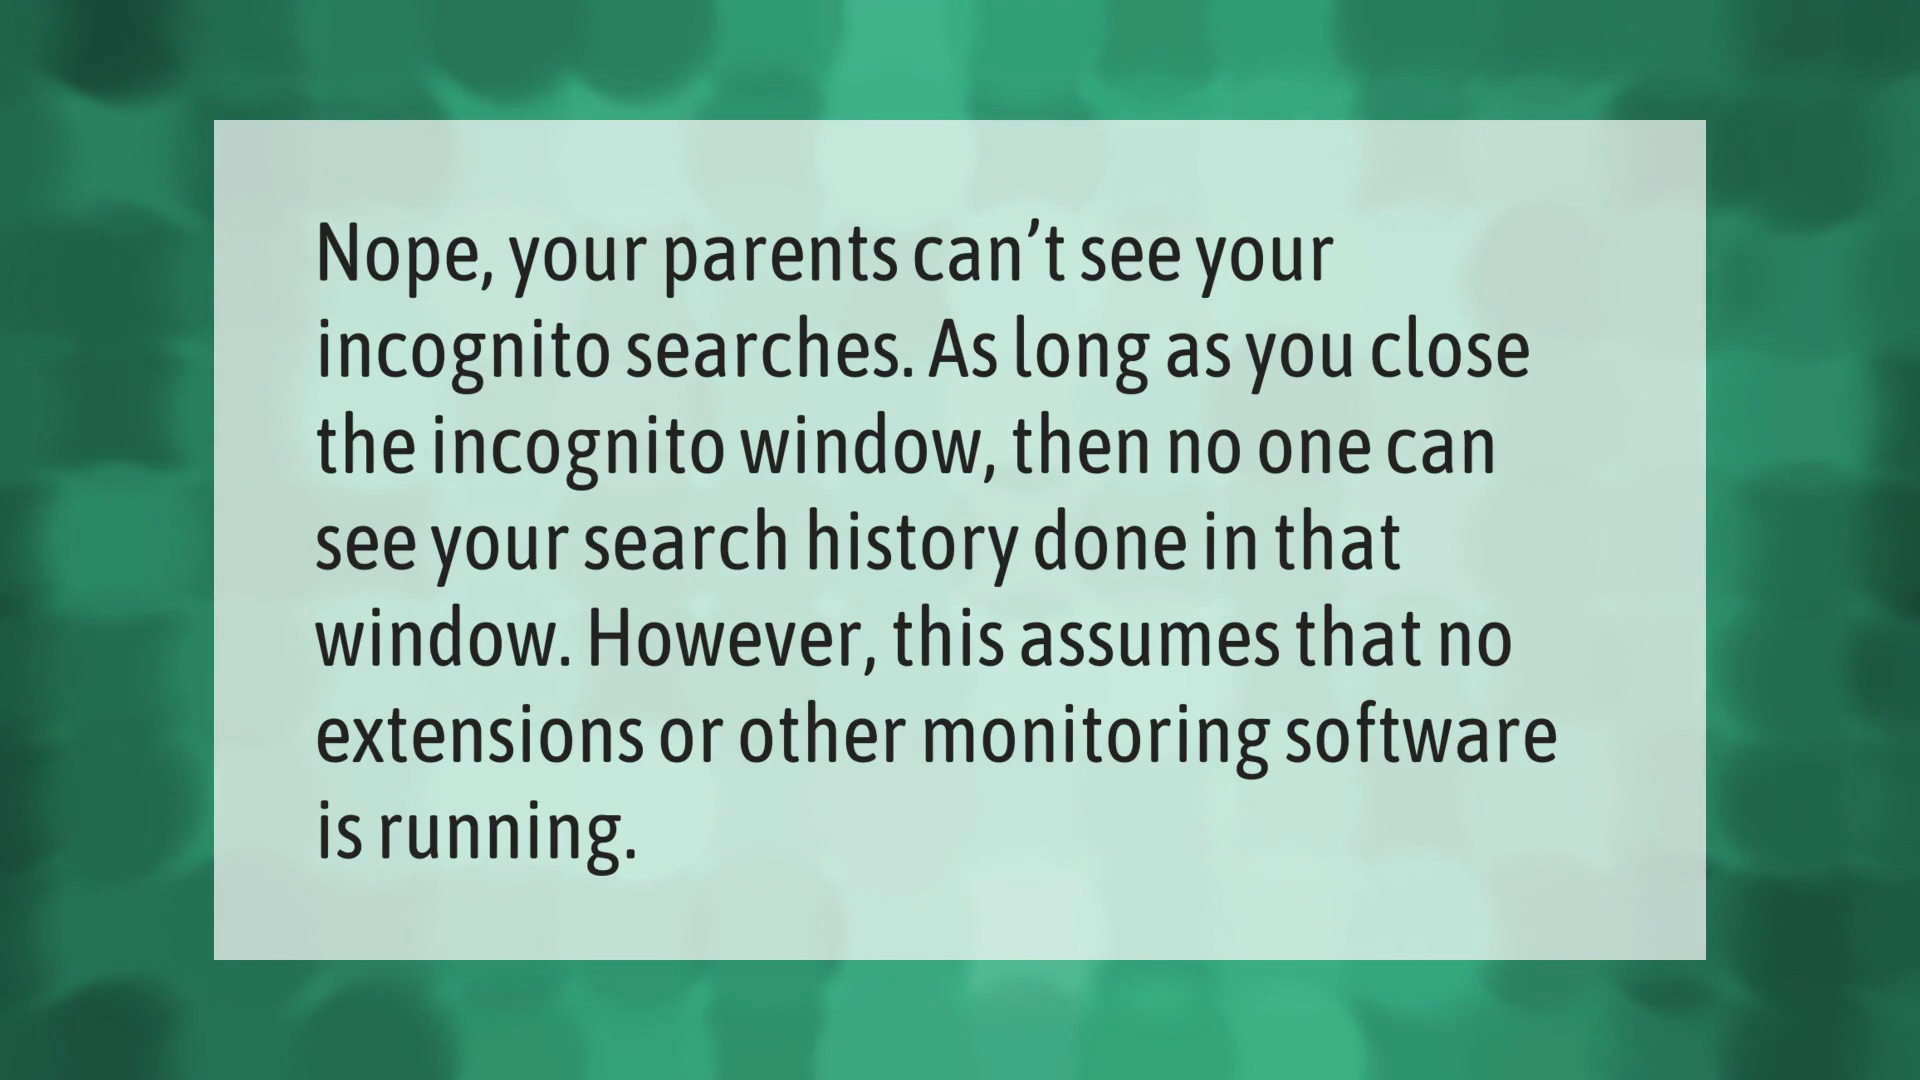 Nope, your parents can’t see your
incognito searches. As long as you close
the incognito window, then no one can
see your search history done in that
window. However, this assumes that no
extensions or other monitoring software
is running.